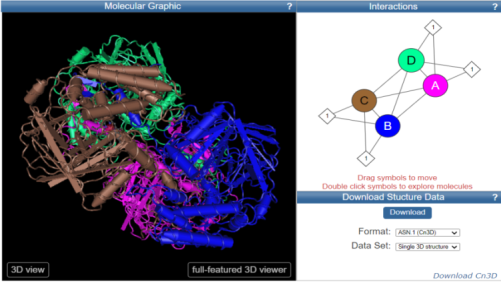 Molecular Graphic ?
Interactions ?
1
D
1
A
C
1
B
1
Drag symbols to move
Double click symbols to explore molecules
Download Stucture Data ?
Download
Format: ASN 1 (Cn3D)
Data Set: Single 3D structure
3D view
full-featured 3D viewer
Download Cn3D